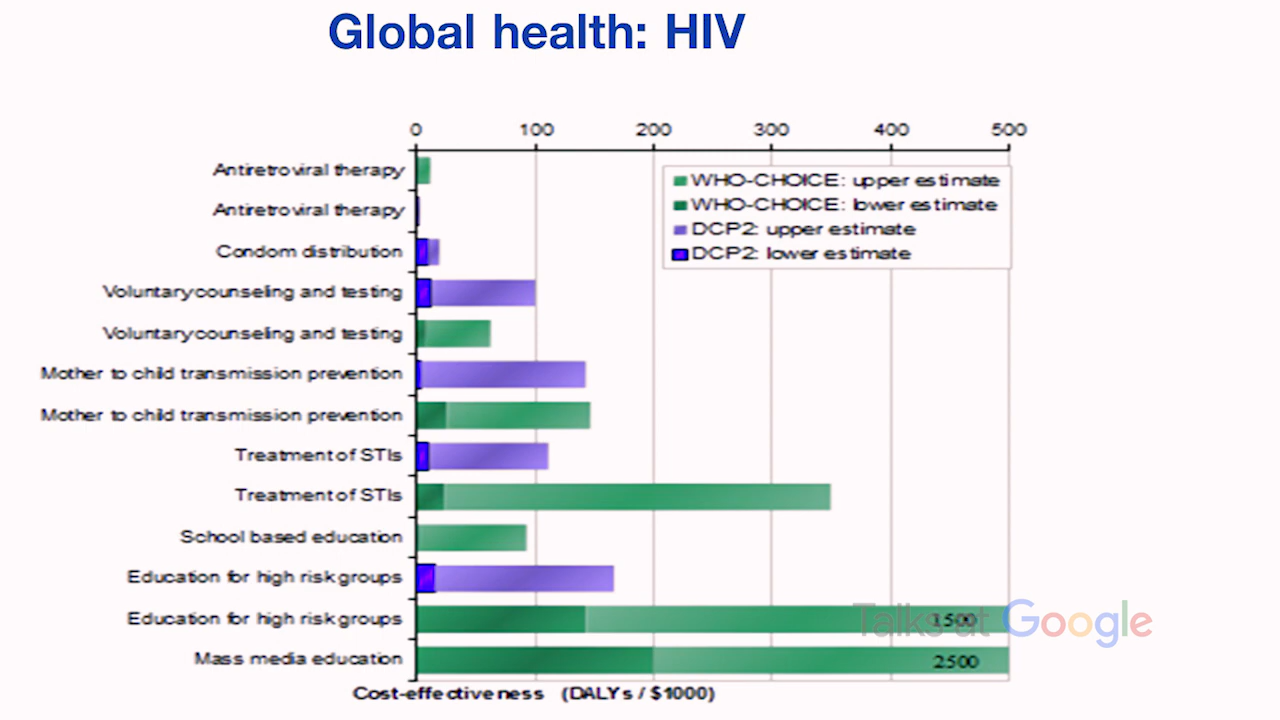 Global health: HIV
0 100 200 300 400 500
Antiretroviral therapy
Antiretroviral therapy
Condom distribution
Voluntary counseling and testing
Voluntary counseling and testing
Mother to child transmission prevention
Mother to child transmission prevention
Treatment of STIs
Treatment of STIs
School based education
Education for high risk groups
Education for high risk groups
Mass media education
WHO-CHOICE: upper estimate
WHO-CHOICE: lower estimate
DCP2: upper estimate
DCP2: lower estimate
1500
2500
Talks at Google
Cost-effectiveness (DALYs / $1000)